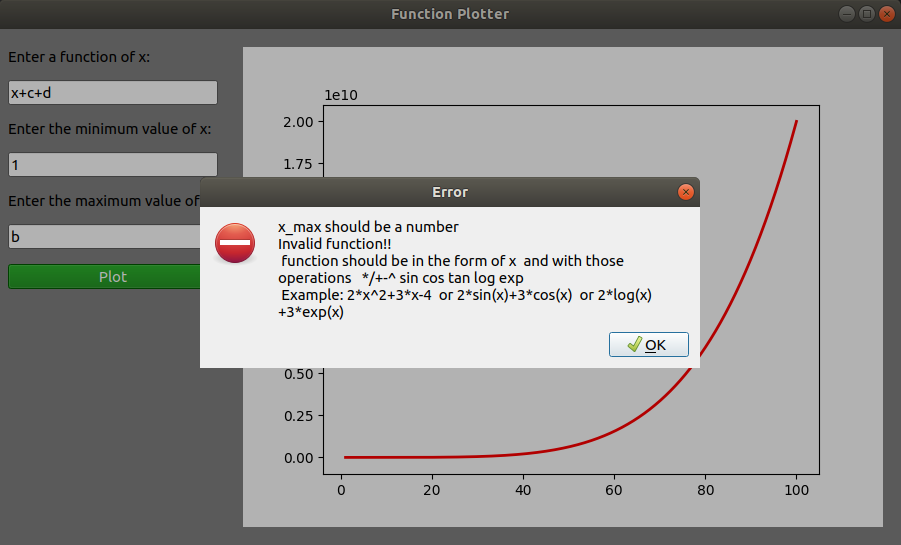 Function Plotter
Enter a function of x:
x+c+d
Enter the minimum value of x:
1
Enter the maximum value of
b
Plot
1e10
2.00
1.75
0.50
0.25
0.00
0 20 40 60 80 100
Error
x_max should be a number
Invalid function!!
function should be in the form of x and with those
operations */+-^ sin cos tan log exp
Example: 2*x^2+3*x-4 or 2*sin(x)+3*cos(x) or 2*log(x)
+3*exp(x)
OK